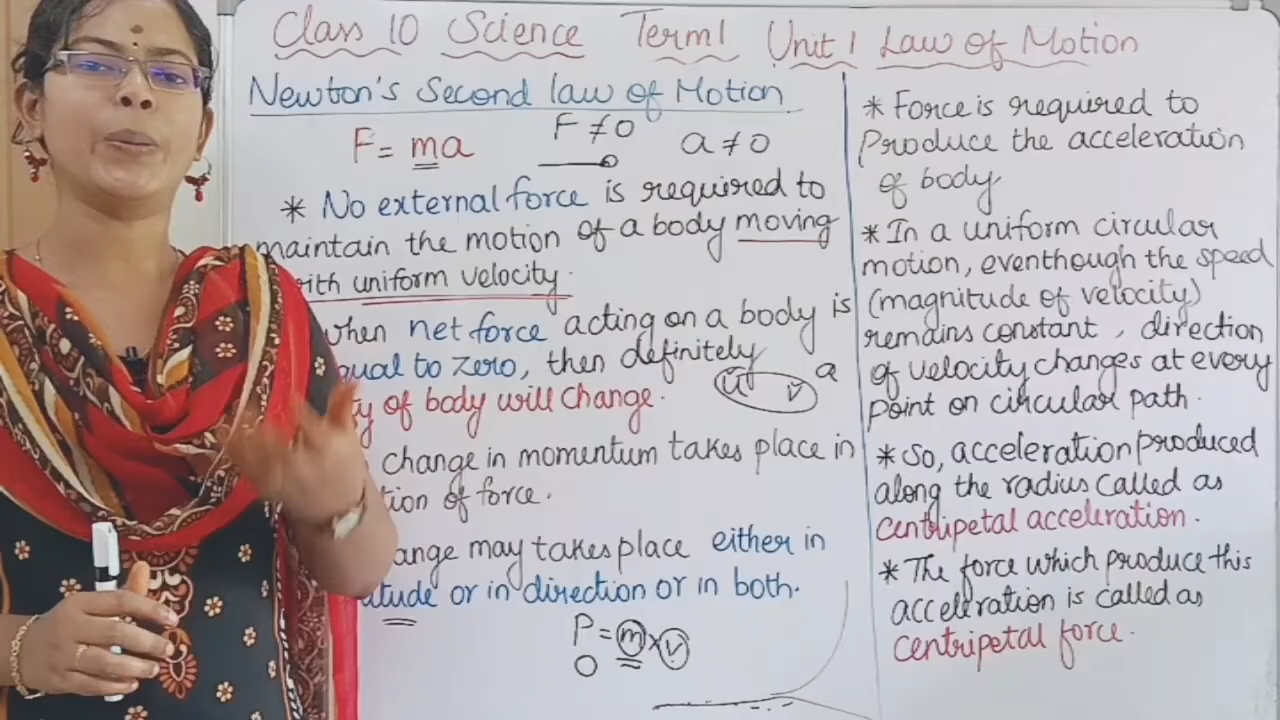 Class 10 Science Term1 Unit 1 Law of Motion
Newton's Second law of Motion
F = ma F ≠ 0 a ≠ 0
* No external force is required to
maintain the motion of a body moving
with uniform velocity.
when net force acting on a body is
equal to zero, then definitely
ty of body will change.
u v a
change in momentum takes place in
tion of force.
ange may takes place either in
itude or in direction or in both.
P = m × v
O
* Force is required to
Produce the acceleration
of body
* In a uniform circular
motion, eventhough the speed
(magnitude of velocity)
remains constant, direction
of velocity changes at every
point on circular path.
* So, acceleration produced
along the radius called as
centripetal acceleration.
* The force which produce this
acceleration is called as
centripetal force.